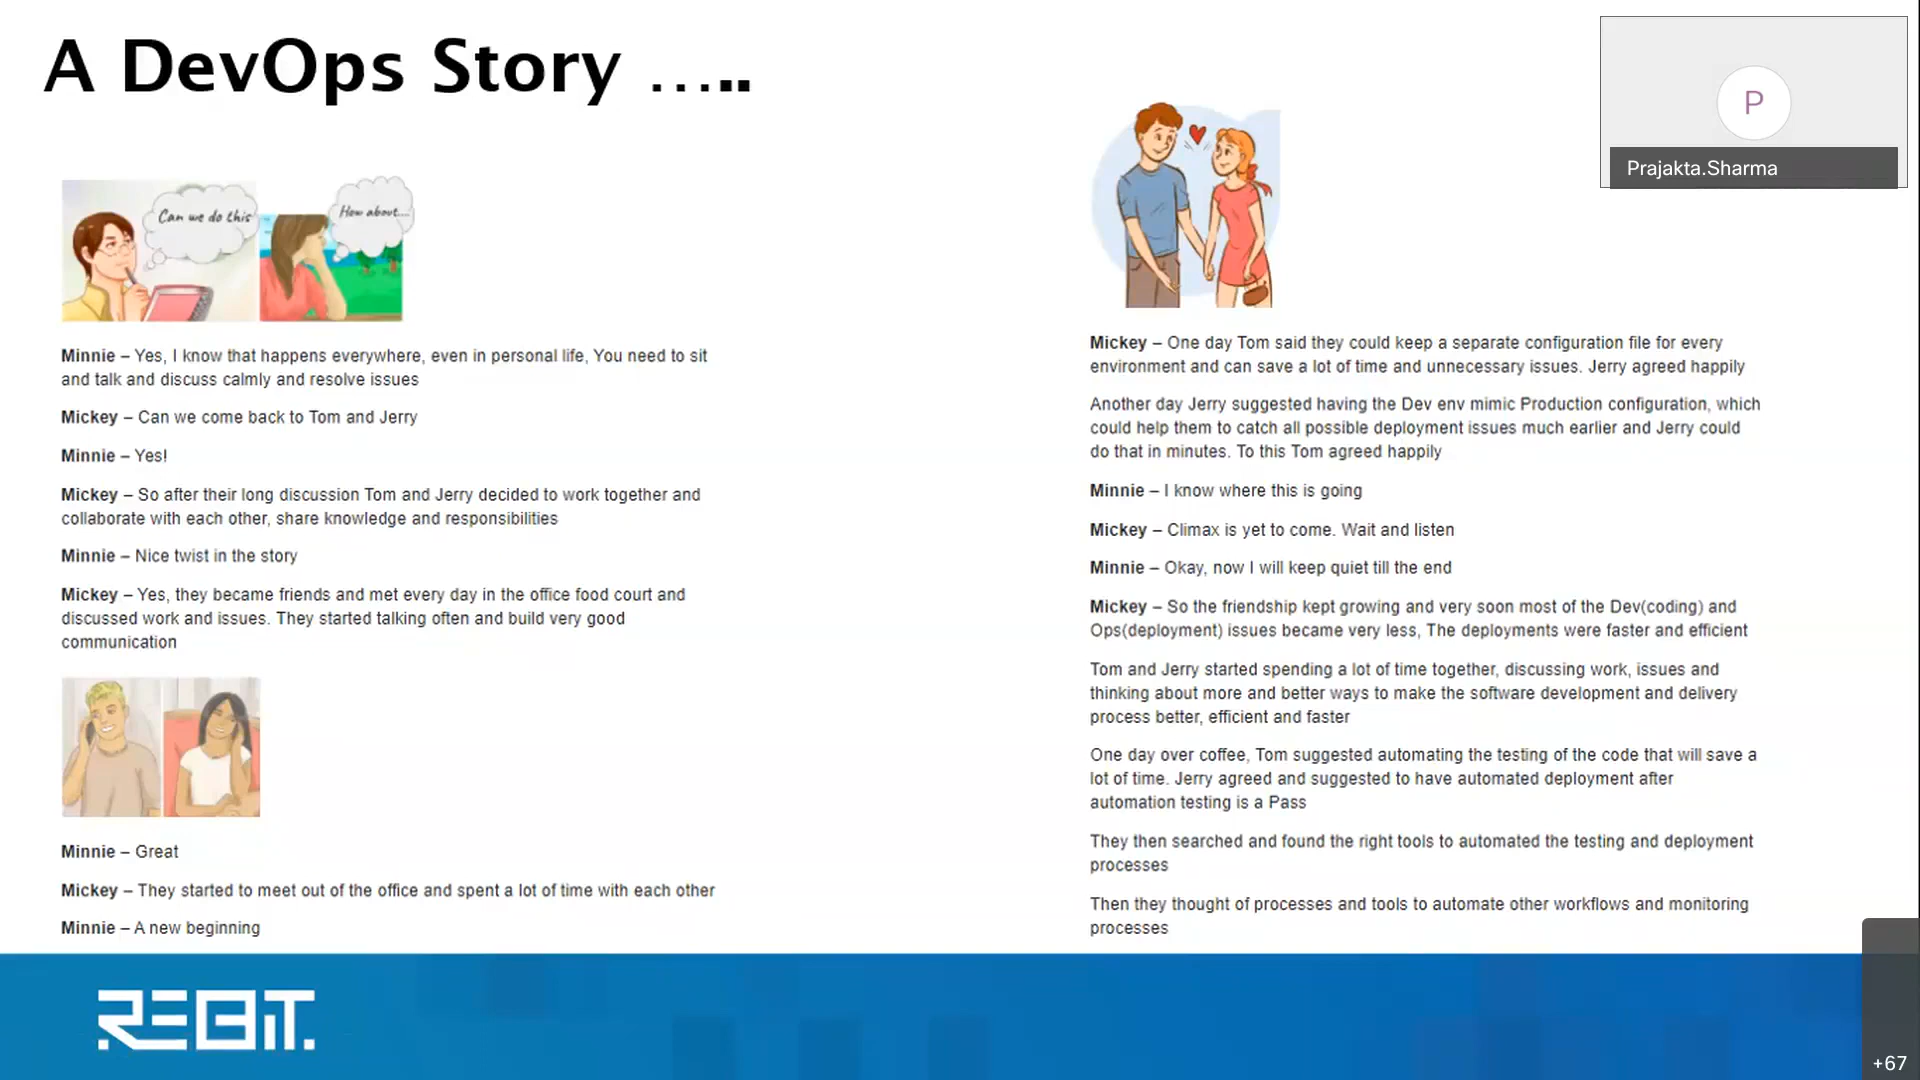 A DevOps Story .....
Can we do this
How about...
Minnie – Yes, I know that happens everywhere, even in personal life, You need to sit
and talk and discuss calmly and resolve issues
Mickey – Can we come back to Tom and Jerry
Minnie – Yes!
Mickey – So after their long discussion Tom and Jerry decided to work together and
collaborate with each other, share knowledge and responsibilities
Minnie – Nice twist in the story
Mickey – Yes, they became friends and met every day in the office food court and
discussed work and issues. They started talking often and build very good
communication
Minnie – Great
Mickey – They started to meet out of the office and spent a lot of time with each other
Minnie – A new beginning
Mickey – One day Tom said they could keep a separate configuration file for every
environment and can save a lot of time and unnecessary issues. Jerry agreed happily
Another day Jerry suggested having the Dev env mimic Production configuration, which
could help them to catch all possible deployment issues much earlier and Jerry could
do that in minutes. To this Tom agreed happily
Minnie – I know where this is going
Mickey – Climax is yet to come. Wait and listen
Minnie – Okay, now I will keep quiet till the end
Mickey – So the friendship kept growing and very soon most of the Dev(coding) and
Ops(deployment) issues became very less, The deployments were faster and efficient
Tom and Jerry started spending a lot of time together, discussing work, issues and
thinking about more and better ways to make the software development and delivery
process better, efficient and faster
One day over coffee, Tom suggested automating the testing of the code that will save a
lot of time. Jerry agreed and suggested to have automated deployment after
automation testing is a Pass
They then searched and found the right tools to automated the testing and deployment
processes
Then they thought of processes and tools to automate other workflows and monitoring
processes
P
Prajakta.Sharma
REBIT.
+67